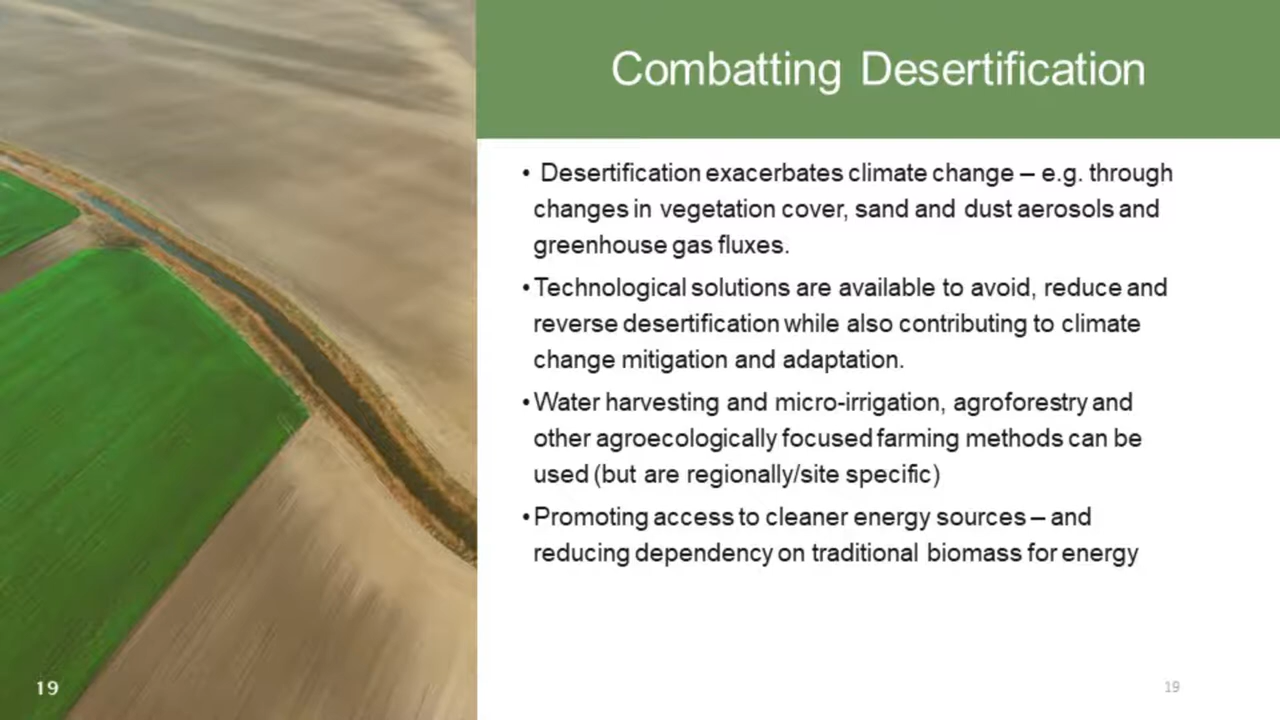 Combatting Desertification
• Desertification exacerbates climate change – e.g. through
changes in vegetation cover, sand and dust aerosols and
greenhouse gas fluxes.
• Technological solutions are available to avoid, reduce and
reverse desertification while also contributing to climate
change mitigation and adaptation.
• Water harvesting and micro-irrigation, agroforestry and
other agroecologically focused farming methods can be
used (but are regionally/site specific)
• Promoting access to cleaner energy sources – and
reducing dependency on traditional biomass for energy
19
19